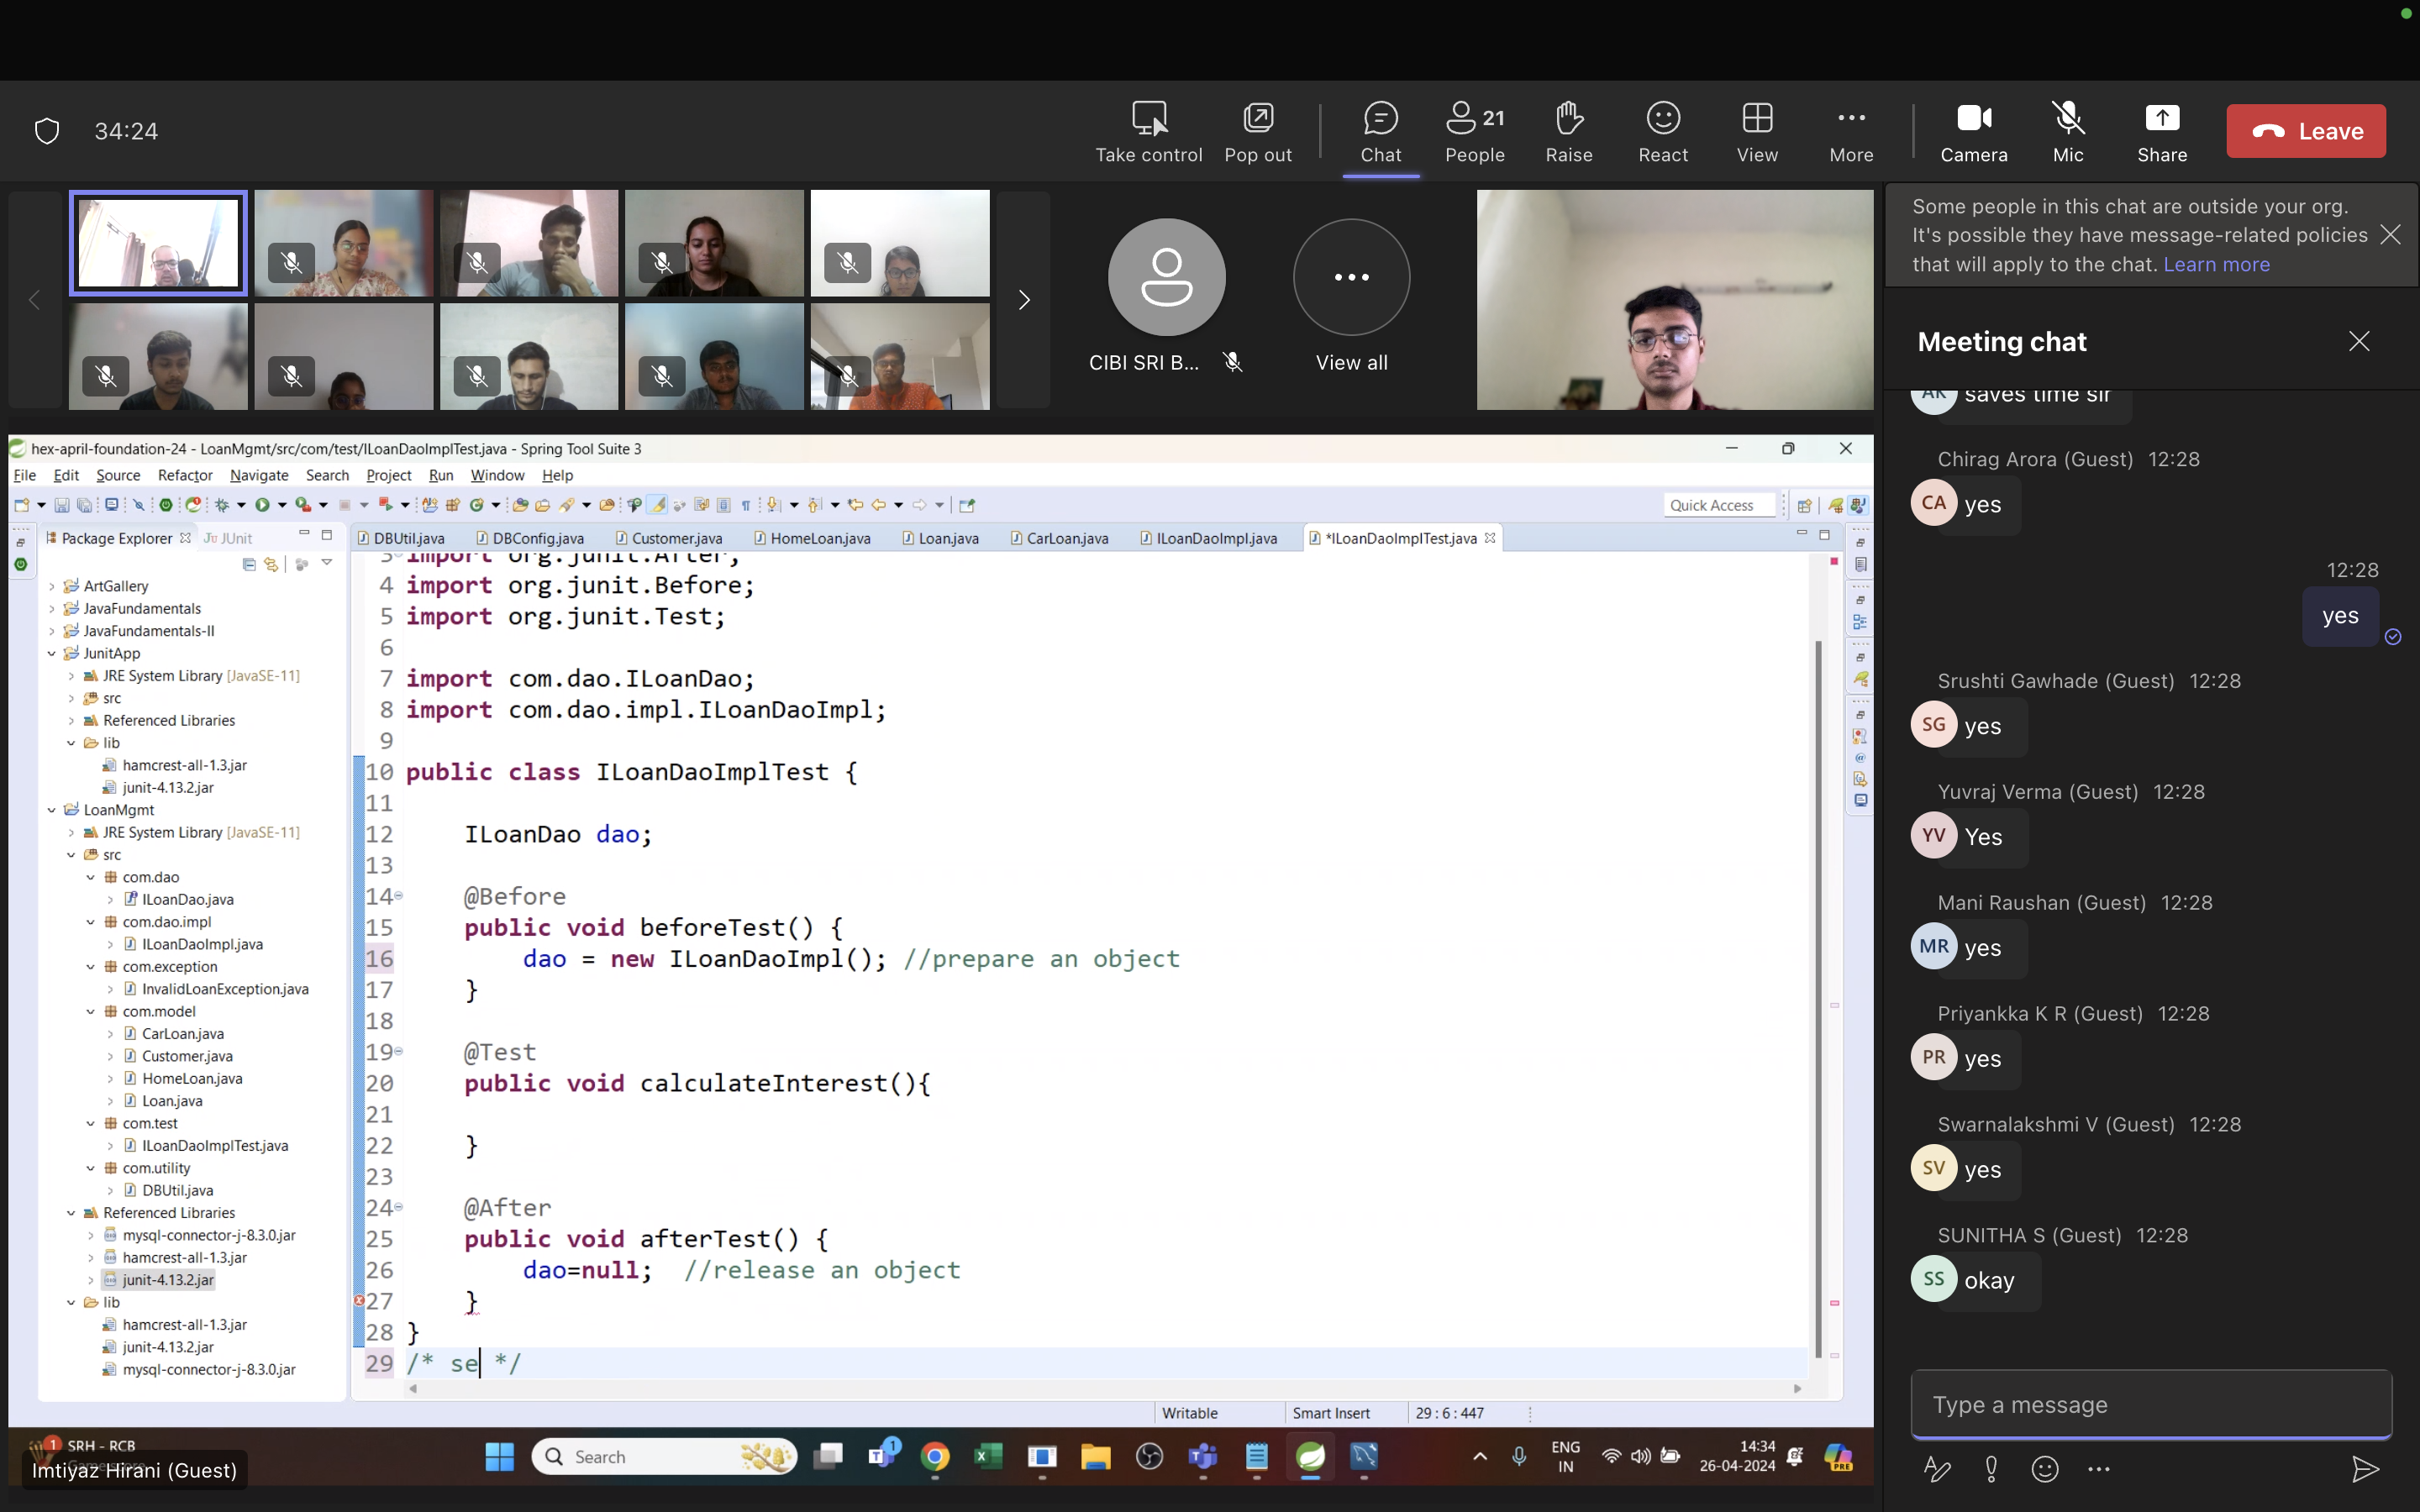 34:24
Take control
Pop out
Chat
21
People
Raise
React
View
More
Camera
Mic
Share
Leave
CIBI SRI B...
View all
Some people in this chat are outside your org.
It's possible they have message-related policies
that will apply to the chat. Learn more
Meeting chat
AK saves time sir
Chirag Arora (Guest) 12:28
CA yes
12:28
yes
Srushti Gawhade (Guest) 12:28
SG yes
Yuvraj Verma (Guest) 12:28
YV Yes
Mani Raushan (Guest) 12:28
MR yes
Priyankka K R (Guest) 12:28
PR yes
Swarnalakshmi V (Guest) 12:28
SV yes
SUNITHA S (Guest) 12:28
SS okay
Type a message
hex-april-foundation-24 - LoanMgmt/src/com/test/ILoanDaoImplTest.java - Spring Tool Suite 3
File Edit Source Refactor Navigate Search Project Run Window Help
Quick Access
Package Explorer
JUnit
DBUtil.java
DBConfig.java
Customer.java
HomeLoan.java
Loan.java
CarLoan.java
ILoanDaoImpl.java
*ILoanDaoImplTest.java
ArtGallery
JavaFundamentals
JavaFundamentals-II
JunitApp
JRE System Library [JavaSE-11]
src
Referenced Libraries
lib
hamcrest-all-1.3.jar
junit-4.13.2.jar
LoanMgmt
JRE System Library [JavaSE-11]
src
com.dao
ILoanDao.java
com.dao.impl
ILoanDaoImpl.java
com.exception
InvalidLoanException.java
com.model
CarLoan.java
Customer.java
HomeLoan.java
Loan.java
com.test
ILoanDaoImplTest.java
com.utility
DBUtil.java
Referenced Libraries
mysql-connector-j-8.3.0.jar
hamcrest-all-1.3.jar
junit-4.13.2.jar
lib
hamcrest-all-1.3.jar
junit-4.13.2.jar
mysql-connector-j-8.3.0.jar
3 import org.junit.After;
4 import org.junit.Before;
5 import org.junit.Test;
6
7 import com.dao.ILoanDao;
8 import com.dao.impl.ILoanDaoImpl;
9
10 public class ILoanDaoImplTest {
11
12 ILoanDao dao;
13
14 @Before
15 public void beforeTest() {
16 dao = new ILoanDaoImpl(); //prepare an object
17 }
18
19 @Test
20 public void calculateInterest(){
21
22 }
23
24 @After
25 public void afterTest() {
26 dao=null; //release an object
27 }
28 }
29 /* se */
Writable
Smart Insert
29 : 6 : 447
1
SRH - RCB
Imtiyaz Hirani (Guest)
Search
1
ENG
IN
14:34
26-04-2024
PRE